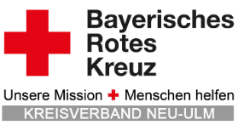 Bayerisches
Rotes
Kreuz
Unsere Mission + Menschen helfen
KREISVERBAND NEU-ULM